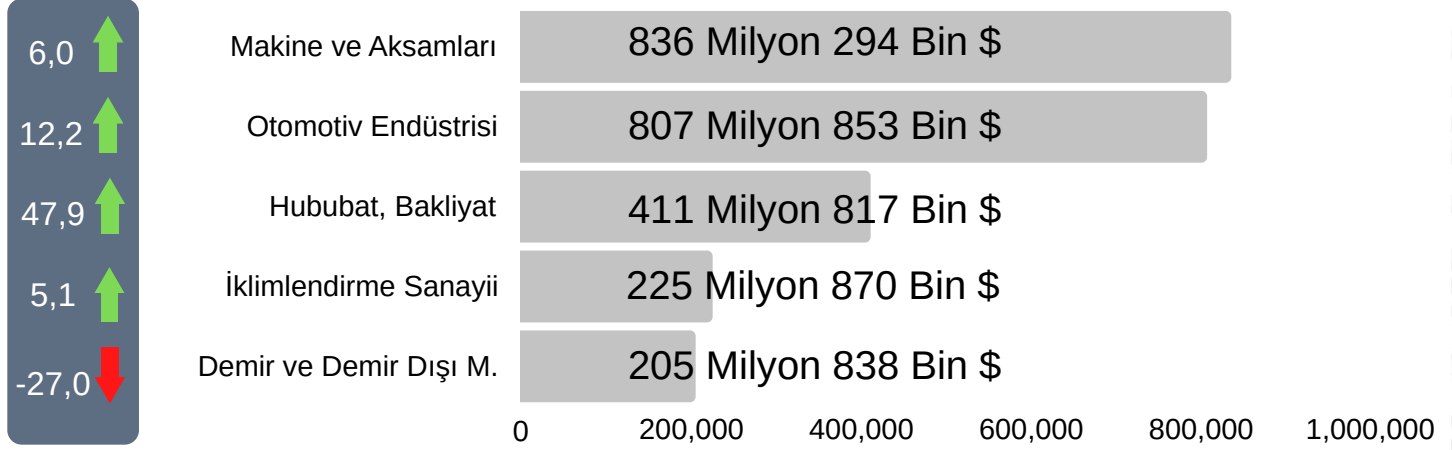 6,0 Makine ve Aksamları 836 Milyon 294 Bin $
12,2 Otomotiv Endüstrisi 807 Milyon 853 Bin $
47,9 Hububat, Bakliyat 411 Milyon 817 Bin $
5,1 İklimlendirme Sanayii 225 Milyon 870 Bin $
-27,0 Demir ve Demir Dışı M. 205 Milyon 838 Bin $
0 200,000 400,000 600,000 800,000 1,000,000